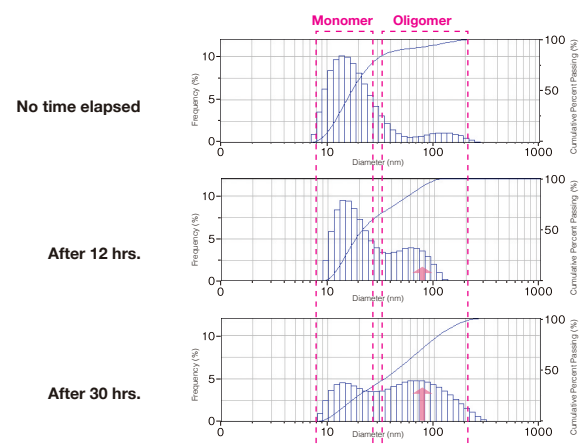 Monomer Oligomer
No time elapsed
Frequency (%)
10
5
0
0 10 100 1000
Diameter (nm)
100
50
Cumulative Percent Passing (%)
After 12 hrs.
Frequency (%)
10
5
0
0 10 100 1000
Diameter (nm)
100
50
Cumulative Percent Passing (%)
After 30 hrs.
Frequency (%)
10
5
0
0 10 100 1000
Diameter (nm)
100
50
Cumulative Percent Passing (%)